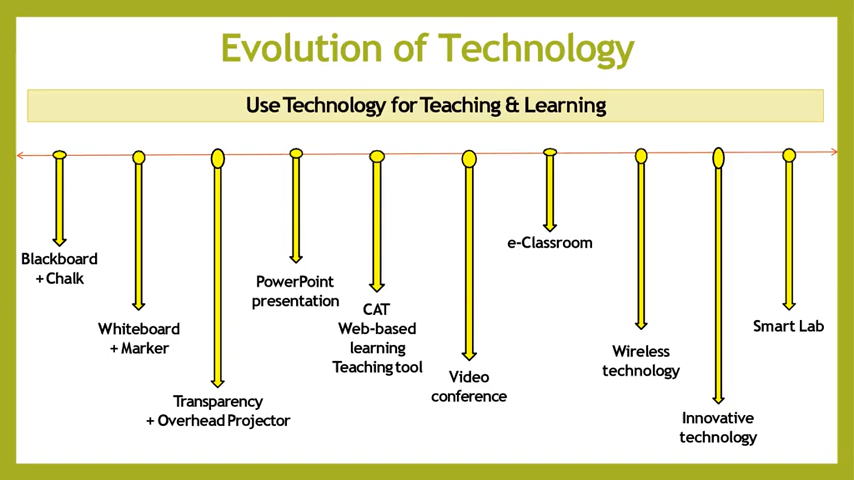 Evolution of Technology
Use Technology for Teaching & Learning
Blackboard
+ Chalk
Whiteboard
+ Marker
Transparency
+ Overhead Projector
PowerPoint
presentation
CAT
Web-based
learning
Teaching tool
Video
conference
e-Classroom
Wireless
technology
Innovative
technology
Smart Lab